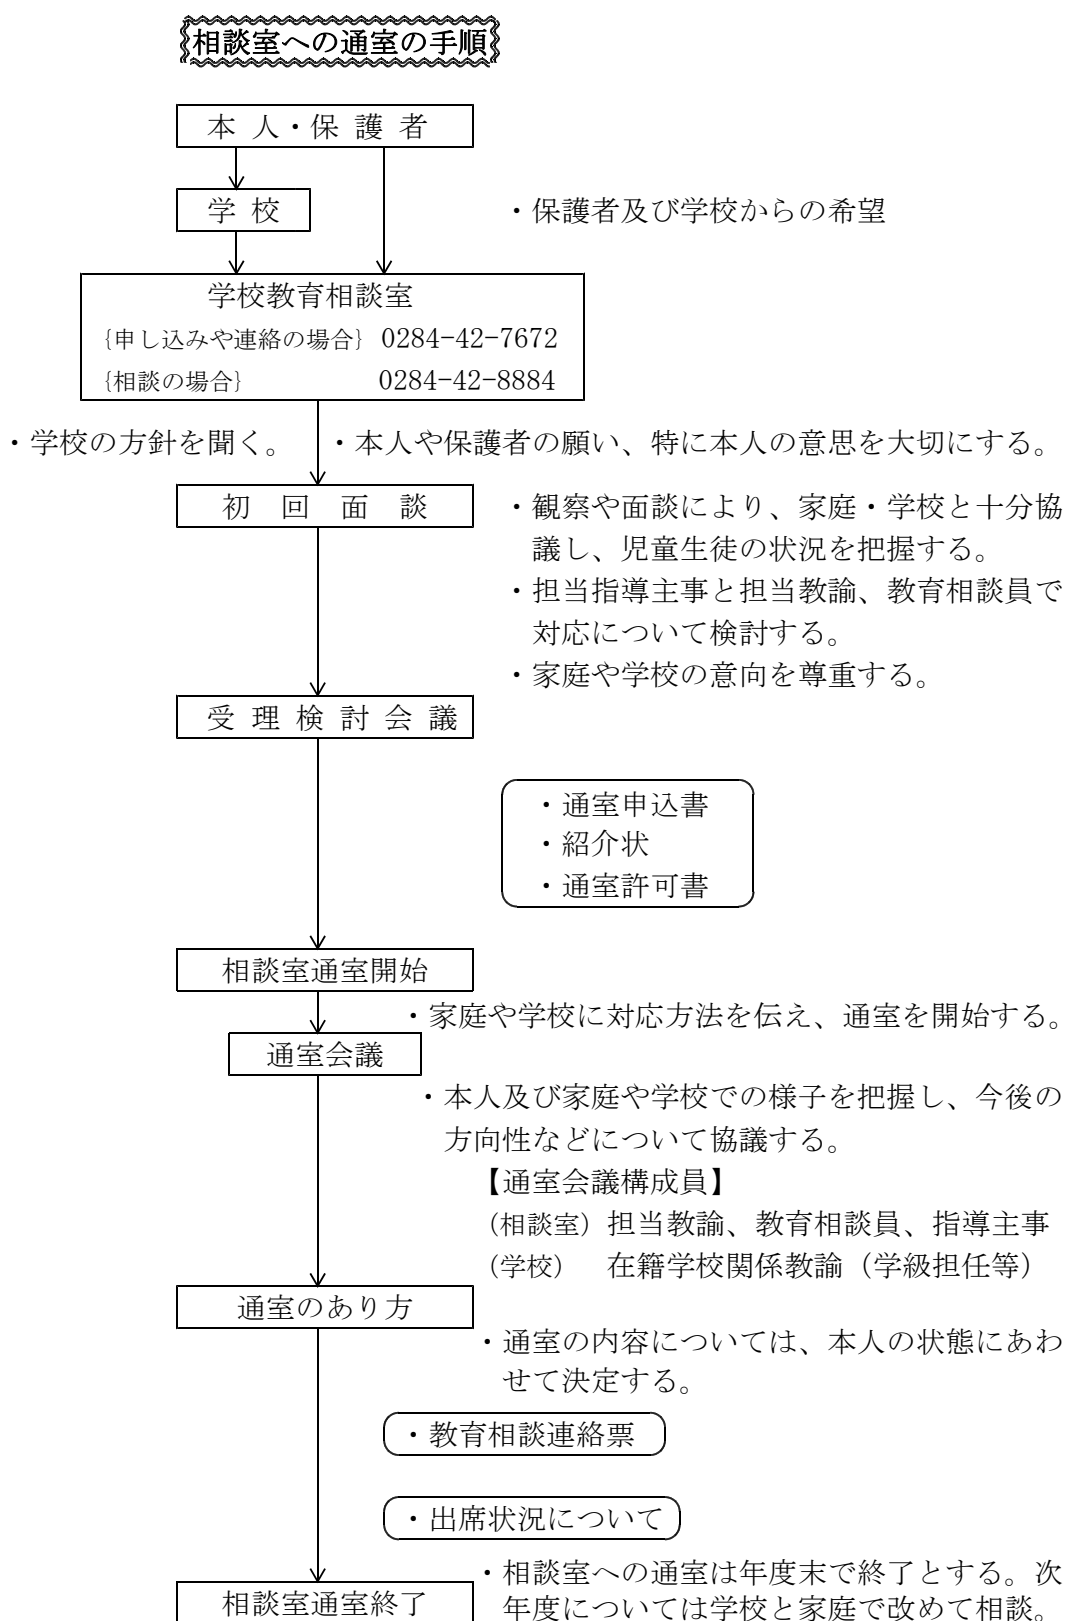 相談室への通室の手順
本 人・保 護 者
学 校
・保護者及び学校からの希望
学校教育相談室
{申し込みや連絡の場合} 0284-42-7672
{相談の場合} 0284-42-8884
・学校の方針を聞く。
・本人や保護者の願い、特に本人の意思を大切にする。
初 回 面 談
・観察や面談により、家庭・学校と十分協
議し、児童生徒の状況を把握する。
・担当指導主事と担当教諭、教育相談員で
対応について検討する。
・家庭や学校の意向を尊重する。
受 理 検 討 会 議
・通室申込書
・紹介状
・通室許可書
相談室通室開始
・家庭や学校に対応方法を伝え、通室を開始する。
通室会議
・本人及び家庭や学校での様子を把握し、今後の
方向性などについて協議する。
【通室会議構成員】
(相談室) 担当教諭、教育相談員、指導主事
(学校) 在籍学校関係教諭（学級担任等）
通室のあり方
・通室の内容については、本人の状態にあわ
せて決定する。
・教育相談連絡票
・出席状況について
・相談室への通室は年度末で終了とする。次
年度については学校と家庭で改めて相談。
相談室通室終了